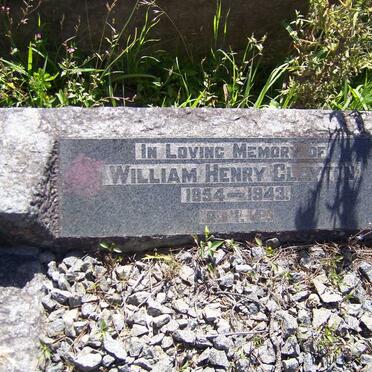 In Loving Memory of
William Henry Clayton
1854–1943.
R.I.P.